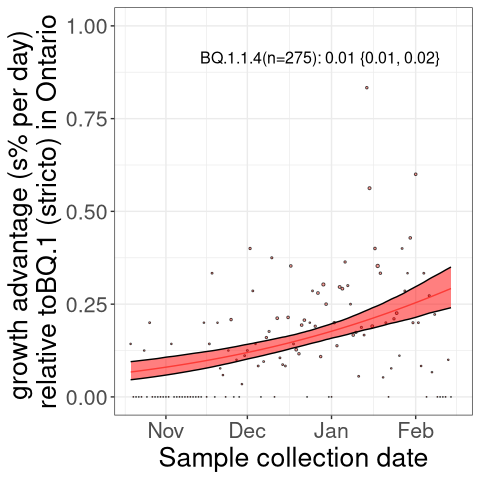 growth advantage (s% per day)
relative toBQ.1 (stricto) in Ontario
1.00
0.75
0.50
0.25
0.00
BQ.1.1.4(n=275): 0.01 {0.01, 0.02}
Nov Dec Jan Feb
Sample collection date